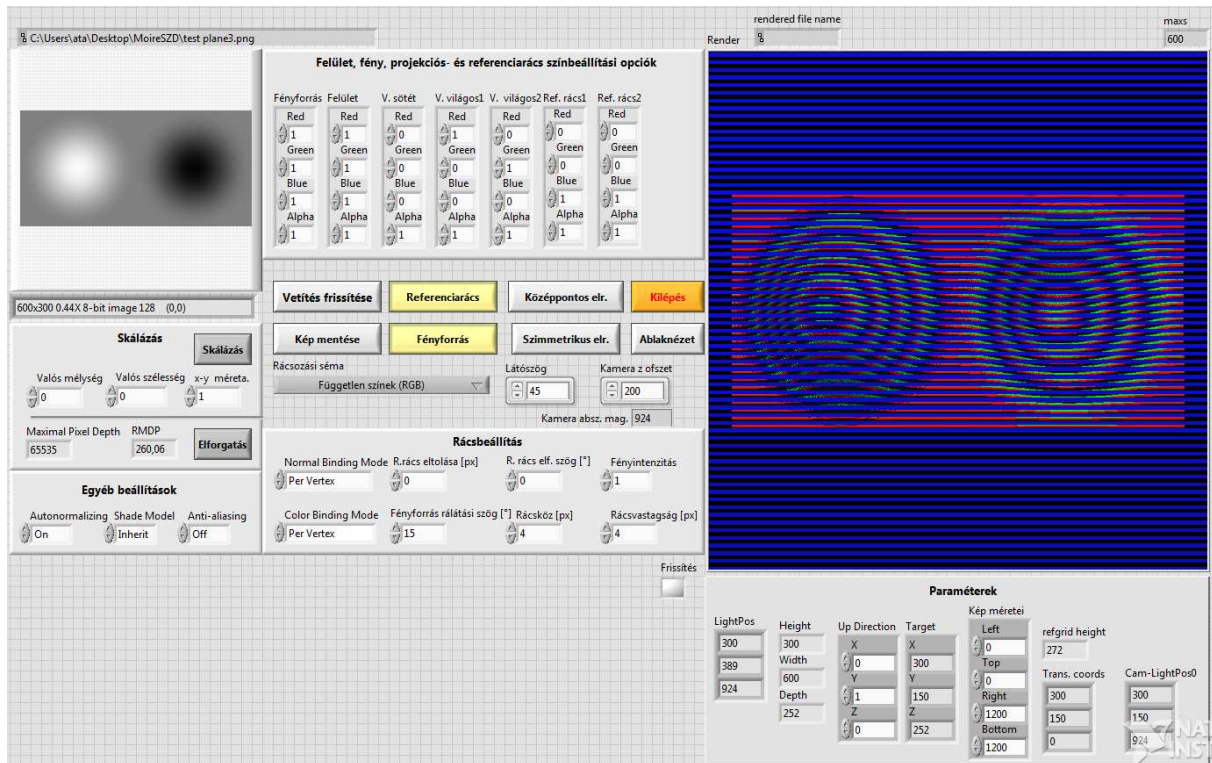 C:\Users\ata\Desktop\MoireSZD\test plane3.png
rendered file name
Render
maxs
600
Felület, fény, projekciós- és referenciarács színbeállítási opciók
Fényforrás Felület V. sötét V. világos1 V. világos2 Ref. rács1 Ref. rács2
Red Red Red Red Red Red Red
1 1 0 1 0 0 0
Green Green Green Green Green Green Green
1 1 0 0 1 0 0
Blue Blue Blue Blue Blue Blue Blue
1 1 0 0 0 1 1
Alpha Alpha Alpha Alpha Alpha Alpha Alpha
1 1 1 1 1 1 1
600x300 0.44X 8-bit image 128 (0,0)
Vetítés frissítése Referenciarács Középpontos elr. Kilépés
Kép mentése Fényforrás Szimmetrikus elr. Ablaknézet
Skálázás
Skálázás
Valós mélység Valós szélesség x-y méreta.
0 0 1
Rácsozási séma
Független színek (RGB)
Látószög Kamera z ofszet
45 200
Kamera absz. mag. 924
Maximal Pixel Depth RMDP
65535 260,06
Elforgatás
Rácsbeállítás
Normal Binding Mode R.rács eltolása [px] R. rács elf. szög [°] Fényintenzitás
Per Vertex 0 0 1
Color Binding Mode Fényforrás rálátási szög [°] Rácsköz [px] Rácsvastagság [px]
Per Vertex 15 4 4
Egyéb beállítások
Autonormalizing Shade Model Anti-aliasing
On Inherit Off
Frissítés
Paraméterek
LightPos
300
389
924
Height
300
Width
600
Depth
252
Up Direction
X
0
Y
1
Z
0
Target
X
300
Y
150
Z
252
Kép méretei
Left
0
Top
0
Right
1200
Bottom
1200
refgrid height
272
Trans. coords
300
150
0
Cam-LightPos0
300
150
924